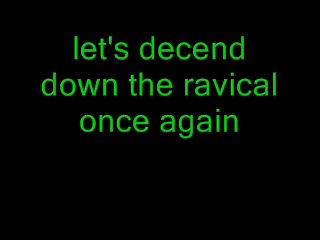 let's decend
down the ravical
once again